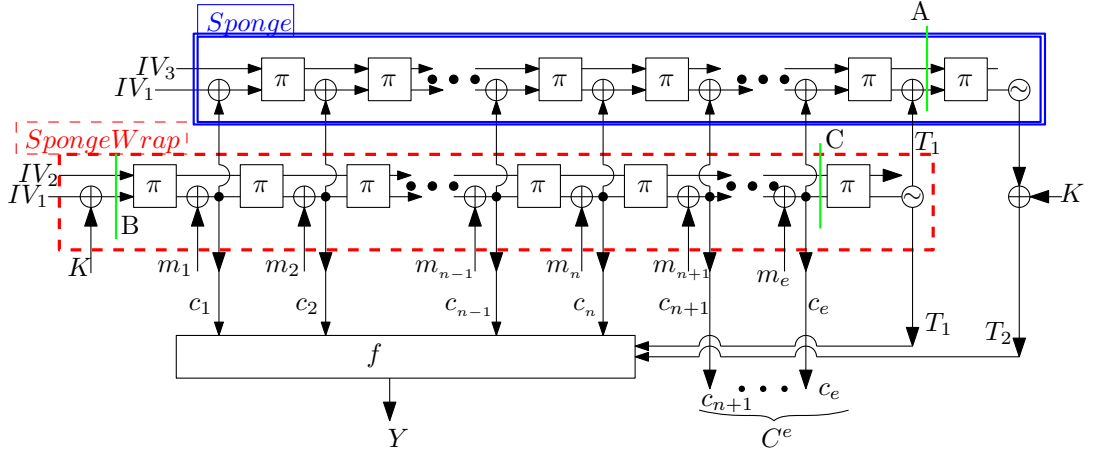 Sponge
A
IV₃
π π π π π π
IV₁
SpongeWrap
T₁
C
IV₂
π π π π π π
IV₁
K
B
K
m₁ m₂ mₙ₋₁ mₙ mₙ₊₁ mₑ
c₁ c₂ cₙ₋₁ cₙ cₙ₊₁ cₑ
T₁ T₂
f
cₙ₊₁ cₑ
Y
Cᵉ